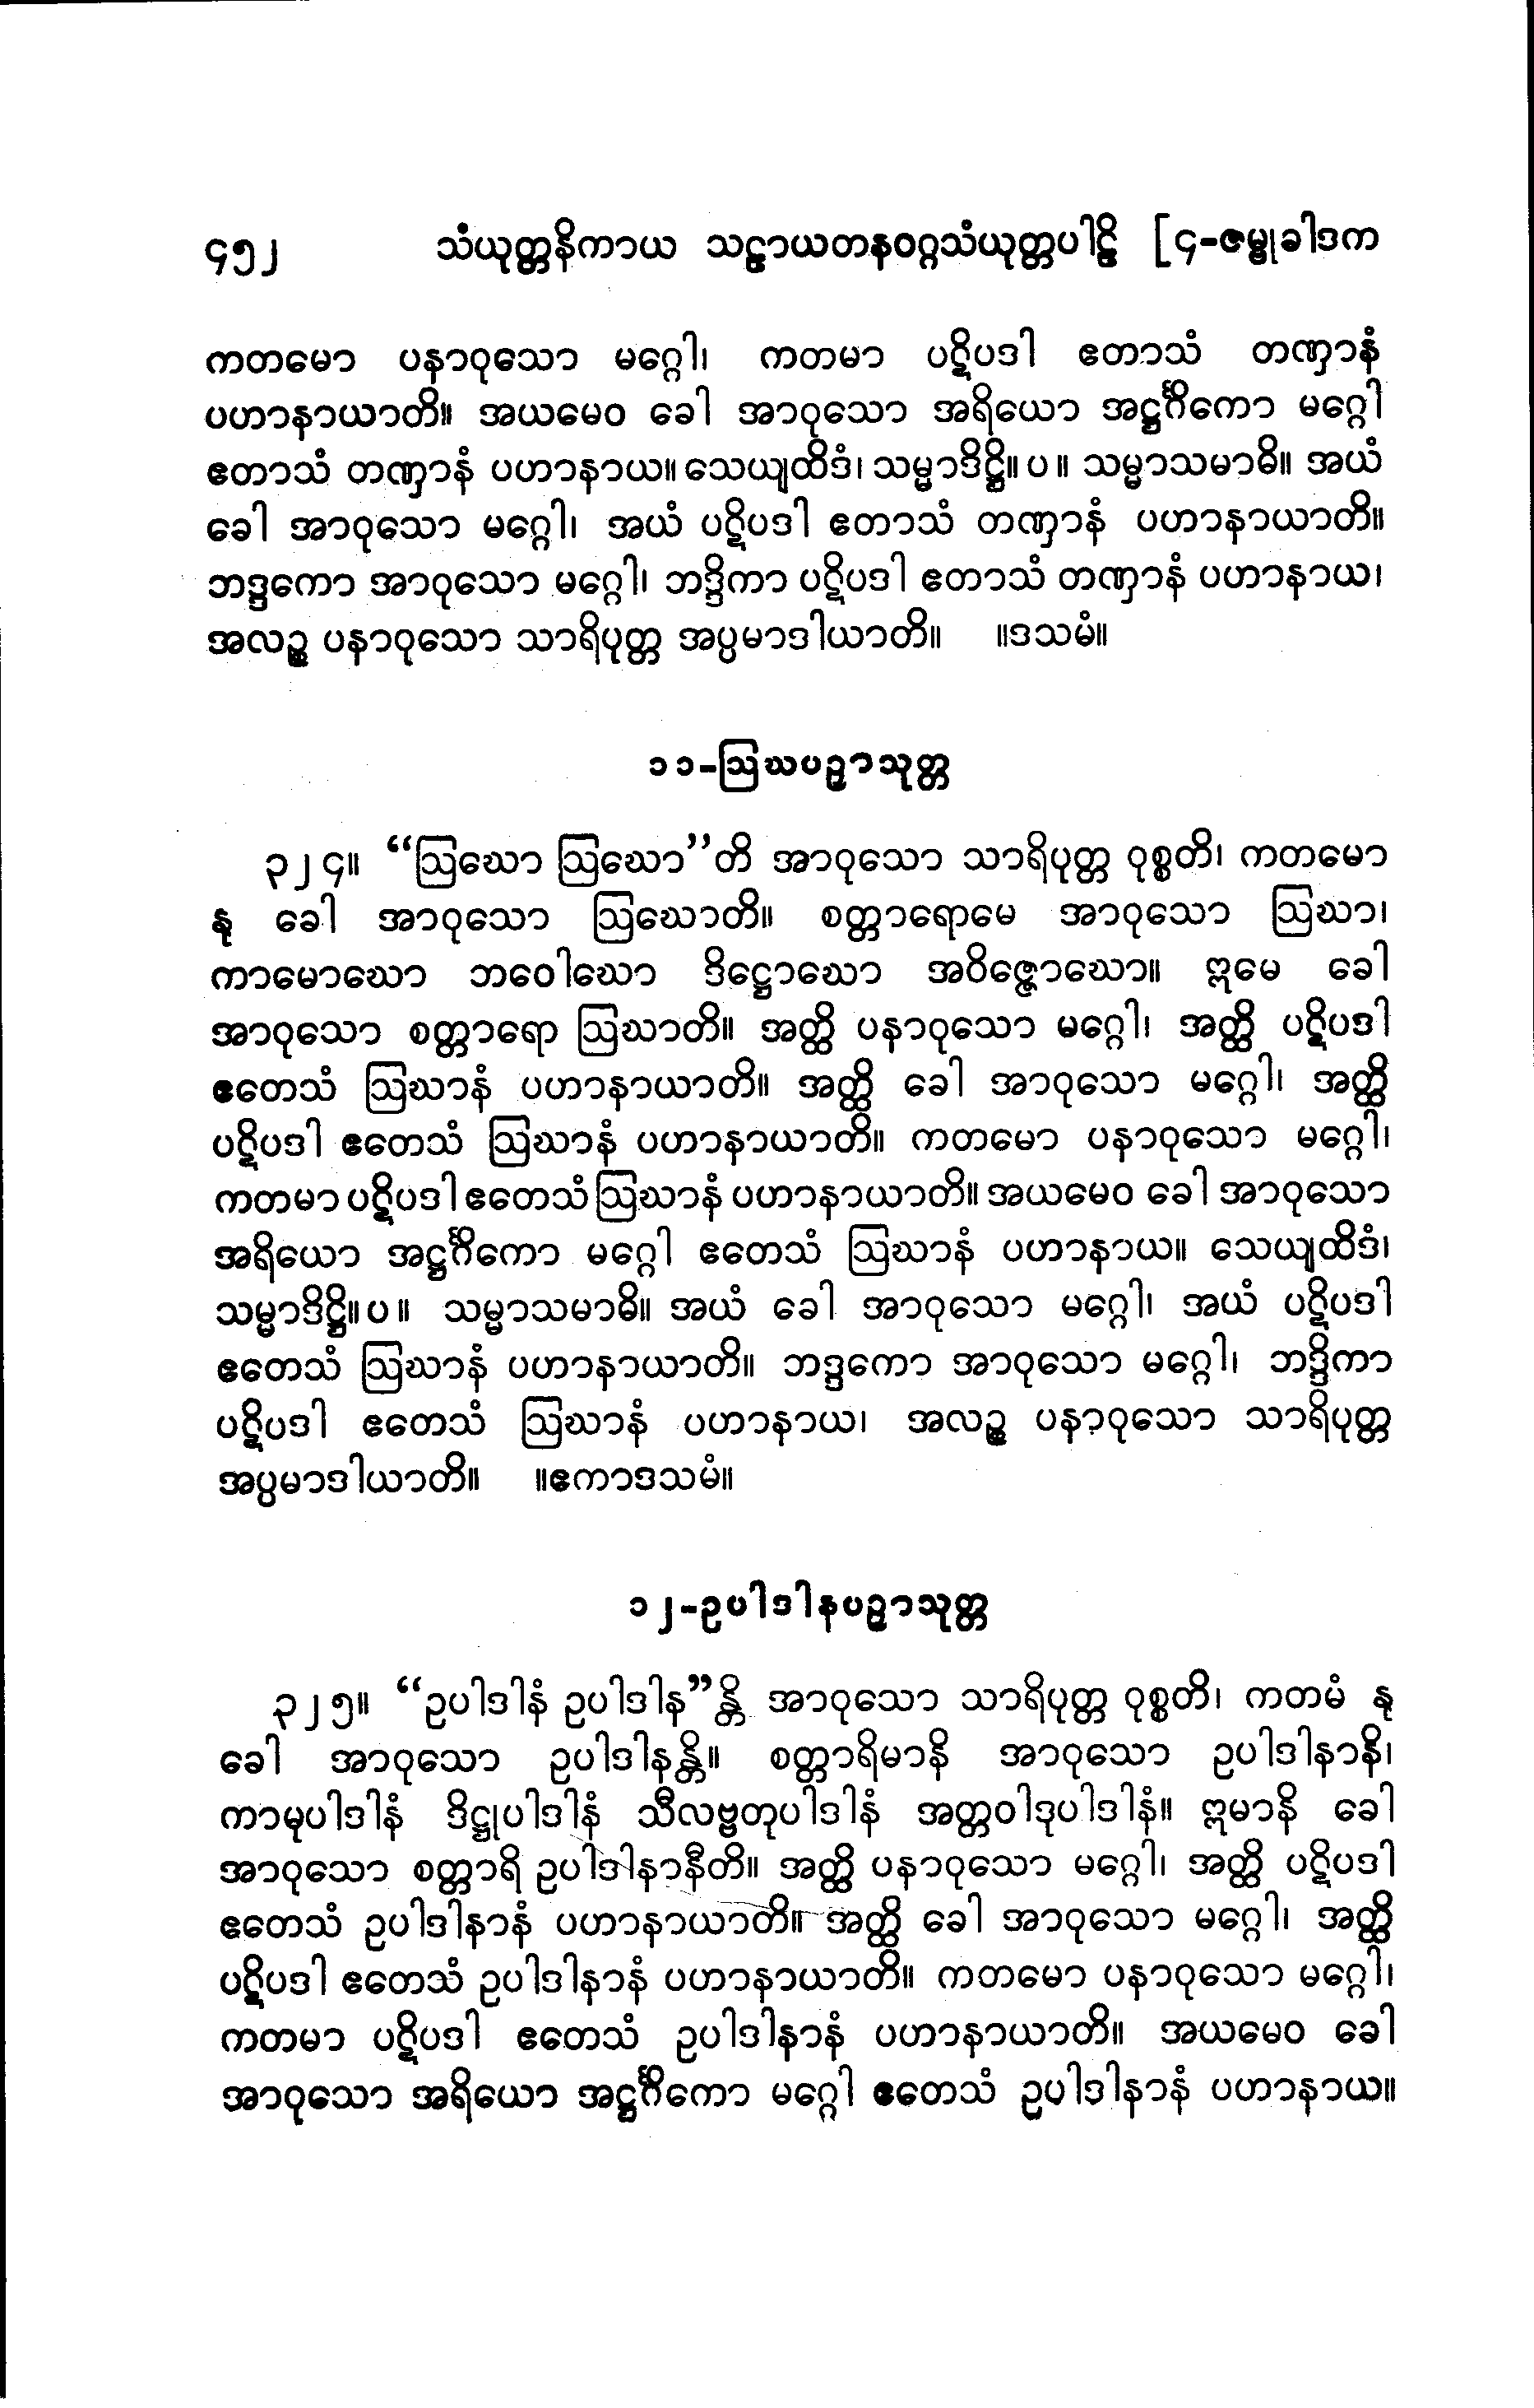 ၄၅၂ သံယုတ္တနိကာယ သဠာယတနဝဂ္ဂသံယုတ္တပါဠိ [၄-ဇမ္ဗုခါဒက
ကတမော ပနာဝုသော မဂ္ဂေါ၊ ကတမာ ပဋိပဒါ ဧတာသံ တဏှာနံ
ပဟာနာယာတိ။ အယမေဝ ခေါ အာဝုသော အရိယော အဋ္ဌင်္ဂိကော မဂ္ဂေါ
ဧတာသံ တဏှာနံ ပဟာနာယ။ သေယျထိဒံ၊ သမ္မာဒိဋ္ဌိ။ ပ ။ သမ္မာသမာဓိ။ အယံ
ခေါ အာဝုသော မဂ္ဂေါ၊ အယံ ပဋိပဒါ ဧတာသံ တဏှာနံ ပဟာနာယာတိ။
ဘဒ္ဒကော အာဝုသော မဂ္ဂေါ၊ ဘဒ္ဒိကာ ပဋိပဒါ ဧတာသံ တဏှာနံ ပဟာနာယ၊
အလဉ္စ ပနာဝုသော သာရိပုတ္တ အပ္ပမာဒါယာတိ။ ။ဒသမံ။
၁၁-ဩဃပဉှာသုတ္တ
၃၂၄။ “ဩဃော ဩဃော”တိ အာဝုသော သာရိပုတ္တ ဝုစ္စတိ၊ ကတမော
နု ခေါ အာဝုသော ဩဃောတိ။ စတ္တာရောမေ အာဝုသော ဩဃာ၊
ကာမောဃော ဘဝေါဃော ဒိဋ္ဌောဃော အဝိဇ္ဇောဃော။ ဣမေ ခေါ
အာဝုသော စတ္တာရော ဩဃာတိ။ အတ္ထိ ပနာဝုသော မဂ္ဂေါ၊ အတ္ထိ ပဋိပဒါ
ဧတေသံ ဩဃာနံ ပဟာနာယာတိ။ အတ္ထိ ခေါ အာဝုသော မဂ္ဂေါ၊ အတ္ထိ
ပဋိပဒါ ဧတေသံ ဩဃာနံ ပဟာနာယာတိ။ ကတမော ပနာဝုသော မဂ္ဂေါ၊
ကတမာ ပဋိပဒါ ဧတေသံ ဩဃာနံ ပဟာနာယာတိ။ အယမေဝ ခေါ အာဝုသော
အရိယော အဋ္ဌင်္ဂိကော မဂ္ဂေါ ဧတေသံ ဩဃာနံ ပဟာနာယ။ သေယျထိဒံ၊
သမ္မာဒိဋ္ဌိ။ ပ ။ သမ္မာသမာဓိ။ အယံ ခေါ အာဝုသော မဂ္ဂေါ၊ အယံ ပဋိပဒါ
ဧတေသံ ဩဃာနံ ပဟာနာယာတိ။ ဘဒ္ဒကော အာဝုသော မဂ္ဂေါ၊ ဘဒ္ဒိကာ
ပဋိပဒါ ဧတေသံ ဩဃာနံ ပဟာနာယ၊ အလဉ္စ ပနာဝုသော သာရိပုတ္တ
အပ္ပမာဒါယာတိ။ ။ဧကာဒသမံ။
၁၂-ဥပါဒါနပဉှာသုတ္တ
၃၂၅။ “ဥပါဒါနံ ဥပါဒါန”န္တိ အာဝုသော သာရိပုတ္တ ဝုစ္စတိ၊ ကတမံ နု
ခေါ အာဝုသော ဥပါဒါနန္တိ။ စတ္တာရိမာနိ အာဝုသော ဥပါဒါနာနိ၊
ကာမုပါဒါနံ ဒိဋ္ဌုပါဒါနံ သီလဗ္ဗတုပါဒါနံ အတ္တဝါဒုပါဒါနံ။ ဣမာနိ ခေါ
အာဝုသော စတ္တာရိ ဥပါဒါနာနီတိ။ အတ္ထိ ပနာဝုသော မဂ္ဂေါ၊ အတ္ထိ ပဋိပဒါ
ဧတေသံ ဥပါဒါနာနံ ပဟာနာယာတိ။ အတ္ထိ ခေါ အာဝုသော မဂ္ဂေါ၊ အတ္ထိ
ပဋိပဒါ ဧတေသံ ဥပါဒါနာနံ ပဟာနာယာတိ။ ကတမော ပနာဝုသော မဂ္ဂေါ၊
ကတမာ ပဋိပဒါ ဧတေသံ ဥပါဒါနာနံ ပဟာနာယာတိ။ အယမေဝ ခေါ
အာဝုသော အရိယော အဋ္ဌင်္ဂိကော မဂ္ဂေါ ဧတေသံ ဥပါဒါနာနံ ပဟာနာယ။